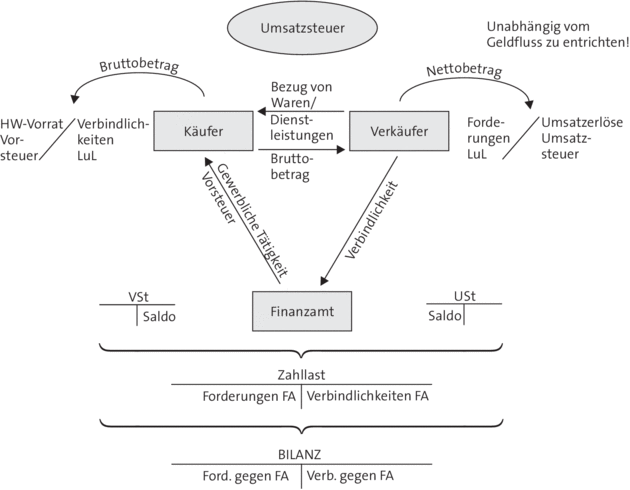 Umsatzsteuer
Unabhängig vom
Geldfluss zu entrichten!
Bruttobetrag
Nettobetrag
HW-Vorrat
Vor-
steuer
Verbindlich-
keiten
LuL
Käufer
Bezug von
Waren/
Dienst-
leistungen
Brutto-
betrag
Verkäufer
Forde-
rungen
LuL
Umsatzerlöse
Umsatz-
steuer
Gewerbliche Tätigkeit
Vorsteuer
Verbindlichkeit
Finanzamt
VSt
Saldo
USt
Saldo
Zahllast
Forderungen FA
Verbindlichkeiten FA
BILANZ
Ford. gegen FA
Verb. gegen FA